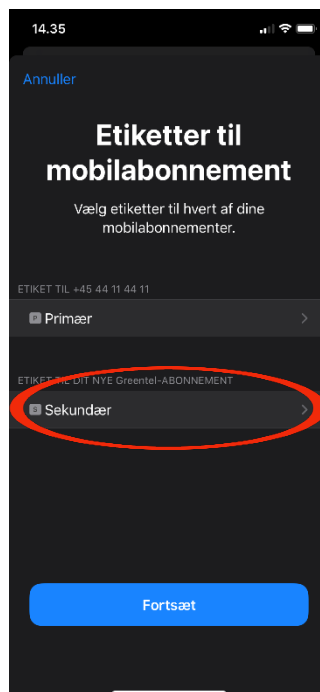 14.35
Annuller
Etiketter til
mobilabonnement
Vælg etiketter til hvert af dine
mobilabonnementer.
ETIKET TIL +45 44 11 44 11
P Primær
ETIKET TIL DIT NYE Greentel-ABONNEMENT
S Sekundær
Fortsæt